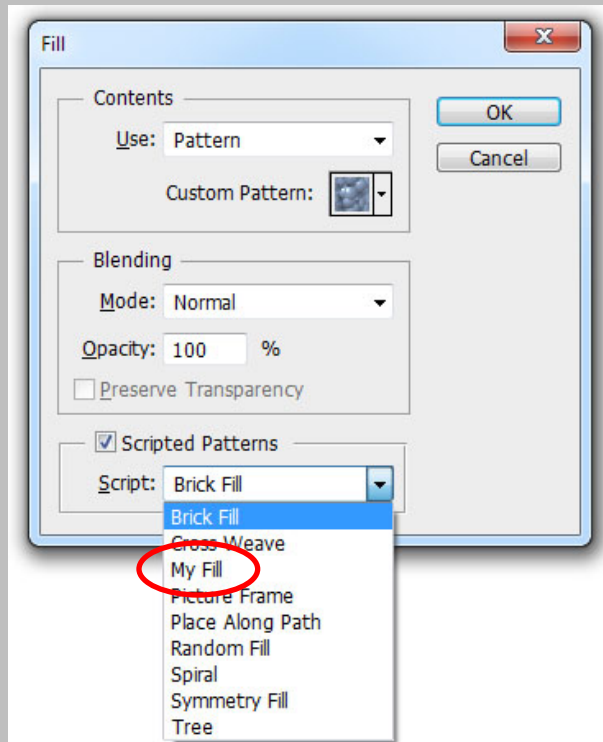 Fill
Contents
Use: Pattern
Custom Pattern:
OK
Cancel
Blending
Mode: Normal
Opacity: 100 %
Preserve Transparency
Scripted Patterns
Script: Brick Fill
Brick Fill
Cross Weave
My Fill
Picture Frame
Place Along Path
Random Fill
Spiral
Symmetry Fill
Tree